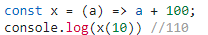 const x = (a) => a + 100;
console.log(x(10)) //110